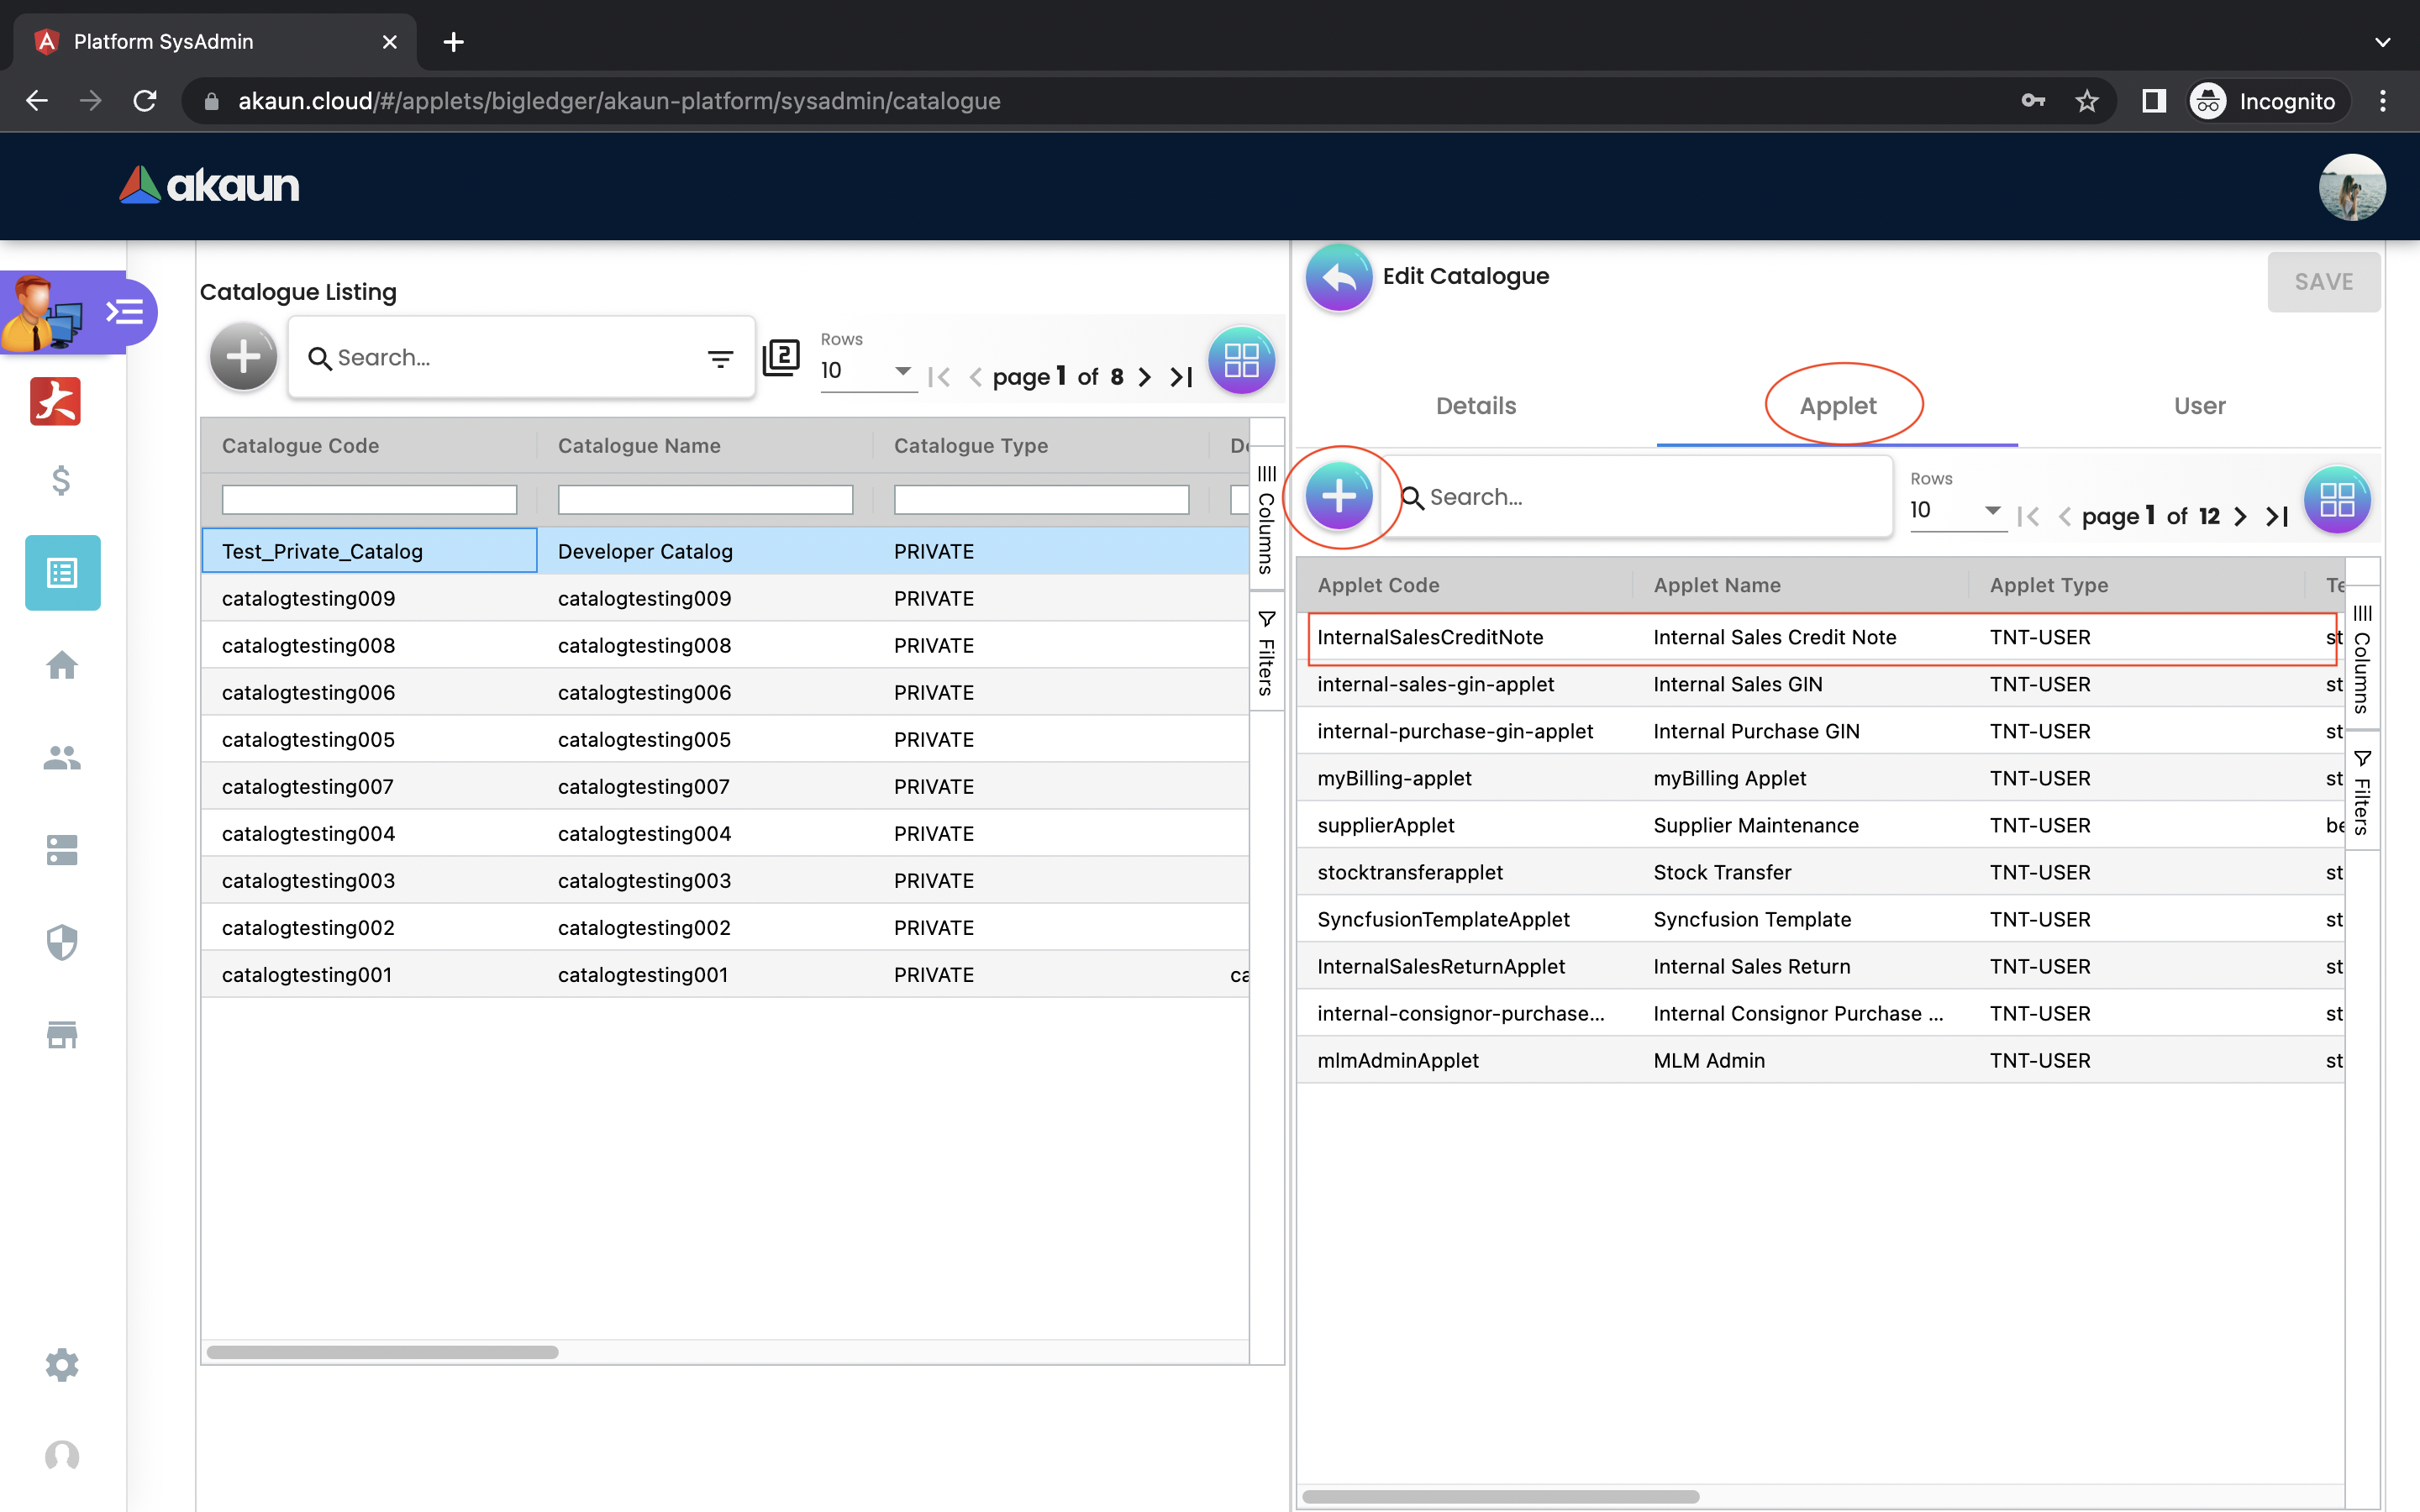 Platform SysAdmin
akaun.cloud/#/applets/bigledger/akaun-platform/sysadmin/catalogue
Incognito
akaun
Catalogue Listing
Search...
2
Rows
10
page 1 of 8
Catalogue Code Catalogue Name Catalogue Type
Test_Private_Catalog Developer Catalog PRIVATE
catalogtesting009 catalogtesting009 PRIVATE
catalogtesting008 catalogtesting008 PRIVATE
catalogtesting006 catalogtesting006 PRIVATE
catalogtesting005 catalogtesting005 PRIVATE
catalogtesting007 catalogtesting007 PRIVATE
catalogtesting004 catalogtesting004 PRIVATE
catalogtesting003 catalogtesting003 PRIVATE
catalogtesting002 catalogtesting002 PRIVATE
catalogtesting001 catalogtesting001 PRIVATE ca
Columns
Filters
Edit Catalogue
SAVE
Details Applet User
Search...
Rows
10
page 1 of 12
Applet Code Applet Name Applet Type Te
InternalSalesCreditNote Internal Sales Credit Note TNT-USER st
internal-sales-gin-applet Internal Sales GIN TNT-USER st
internal-purchase-gin-applet Internal Purchase GIN TNT-USER st
myBilling-applet myBilling Applet TNT-USER st
supplierApplet Supplier Maintenance TNT-USER be
stocktransferapplet Stock Transfer TNT-USER st
SyncfusionTemplateApplet Syncfusion Template TNT-USER st
InternalSalesReturnApplet Internal Sales Return TNT-USER st
internal-consignor-purchase... Internal Consignor Purchase ... TNT-USER st
mlmAdminApplet MLM Admin TNT-USER st
Columns
Filters